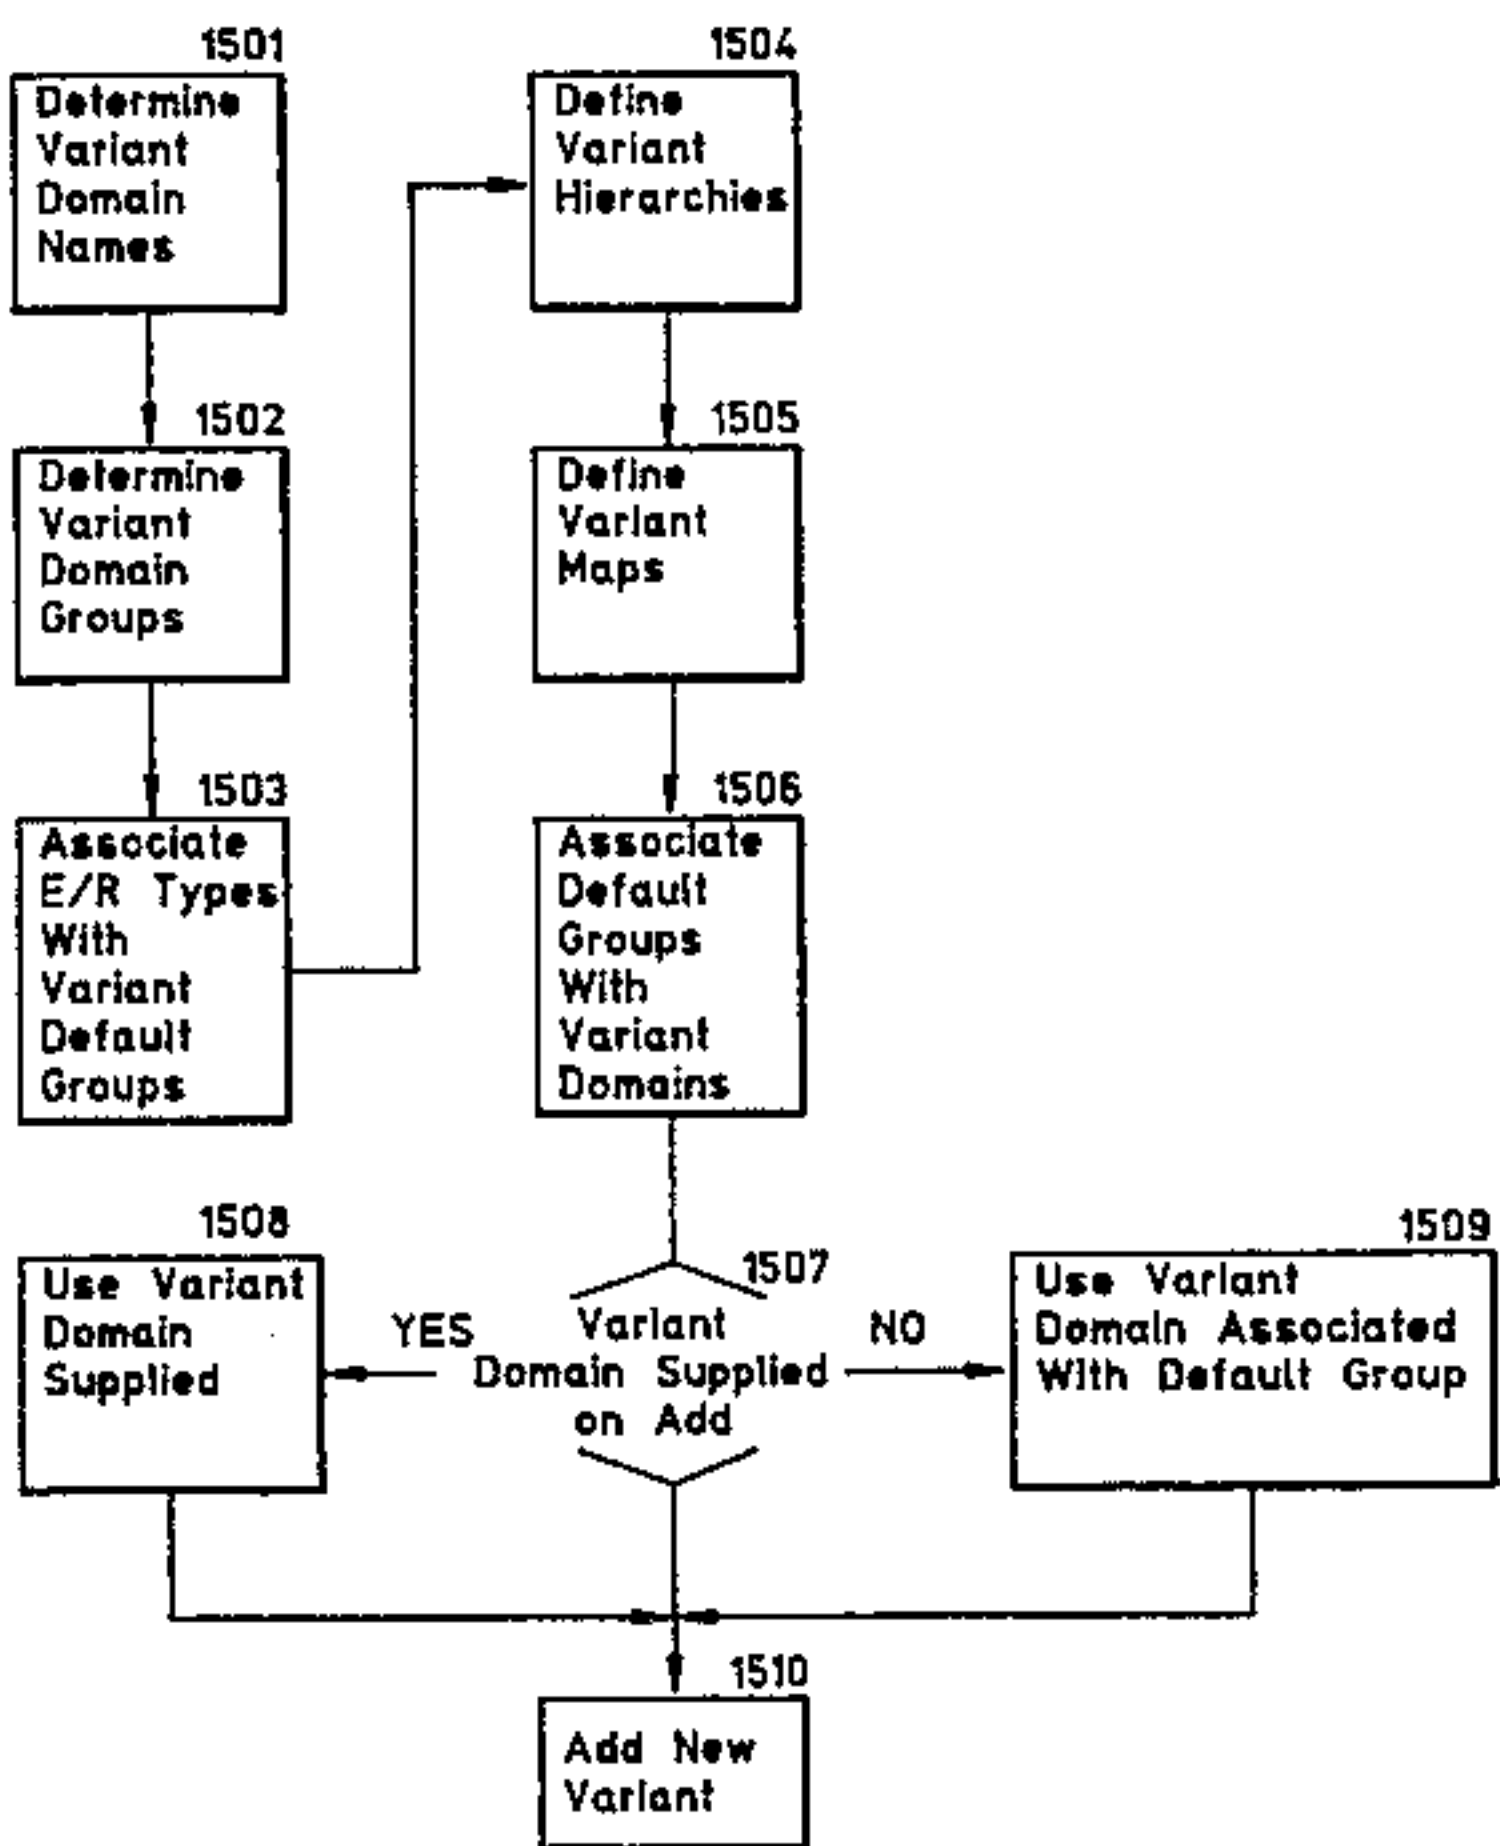 1501
Determine
Variant
Domain
Names
1502
Determine
Variant
Domain
Groups
1503
Associate
E/R Types
With
Variant
Default
Groups
1504
Define
Variant
Hierarchies
1505
Define
Variant
Maps
1506
Associate
Default
Groups
With
Variant
Domains
1507
Variant
Domain Supplied
on Add
YES
NO
1508
Use Variant
Domain
Supplied
1509
Use Variant
Domain Associated
With Default Group
1510
Add New
Variant